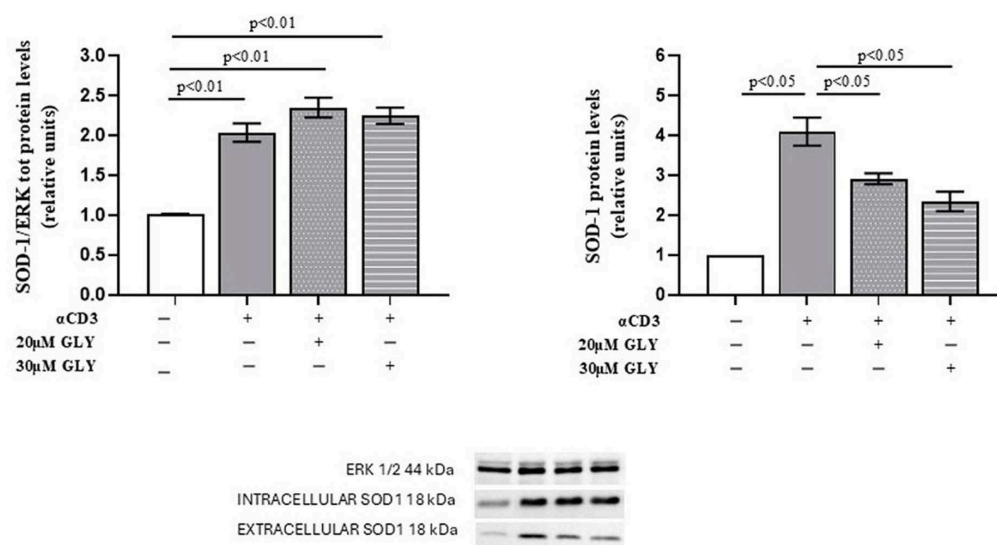 p<0.01
p<0.01
p<0.01
3.0
2.5
2.0
1.5
1.0
0.5
0.0
SOD-1/ERK tot protein levels
(relative units)
αCD3 – + + +
20µM GLY – – + –
30µM GLY – – – +
p<0.05
p<0.05 p<0.05
6
5
4
3
2
1
0
SOD-1 protein levels
(relative units)
αCD3 – + + +
20µM GLY – – + –
30µM GLY – – – +
ERK 1/2 44 kDa
INTRACELLULAR SOD1 18 kDa
EXTRACELLULAR SOD1 18 kDa